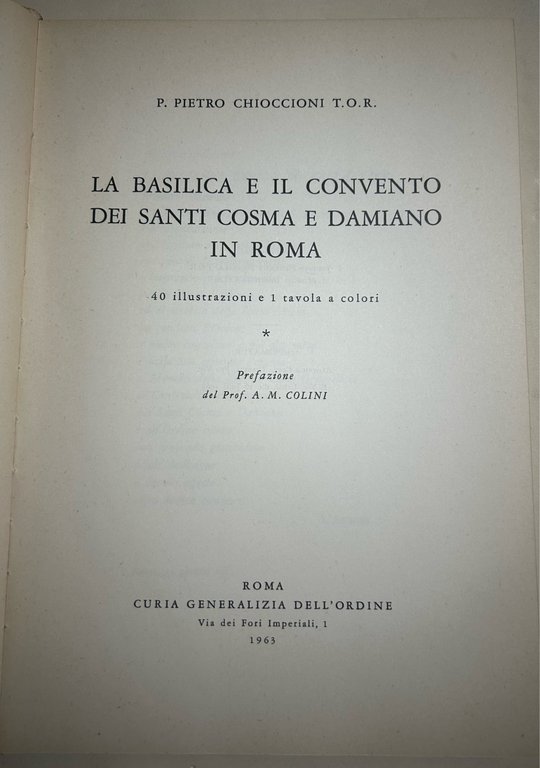 P. PIETRO CHIOCCIONI T.O.R.
LA BASILICA E IL CONVENTO
DEI SANTI COSMA E DAMIANO
IN ROMA
40 illustrazioni e 1 tavola a colori
*
Prefazione
del Prof. A. M. COLINI
ROMA
CURIA GENERALIZIA DELL'ORDINE
Via dei Fori Imperiali, 1
1963